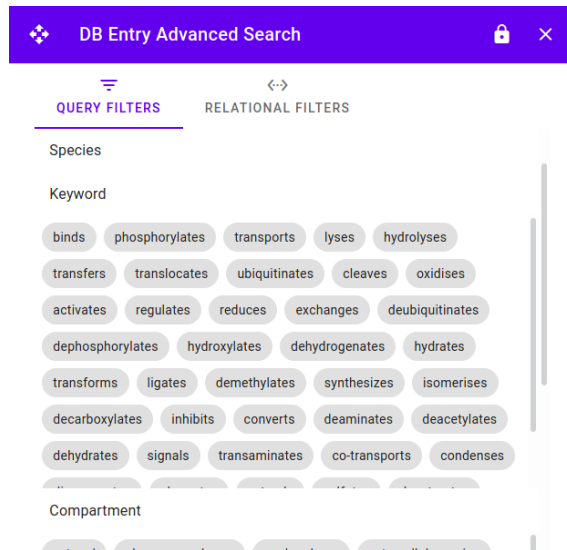 DB Entry Advanced Search
QUERY FILTERS RELATIONAL FILTERS
Species
Keyword
binds phosphorylates transports lyses hydrolyses
transfers translocates ubiquitinates cleaves oxidises
activates regulates reduces exchanges deubiquitinates
dephosphorylates hydroxylates dehydrogenates hydrates
transforms ligates demethylates synthesizes isomerises
decarboxylates inhibits converts deaminates deacetylates
dehydrates signals transaminates co-transports condenses
Compartment